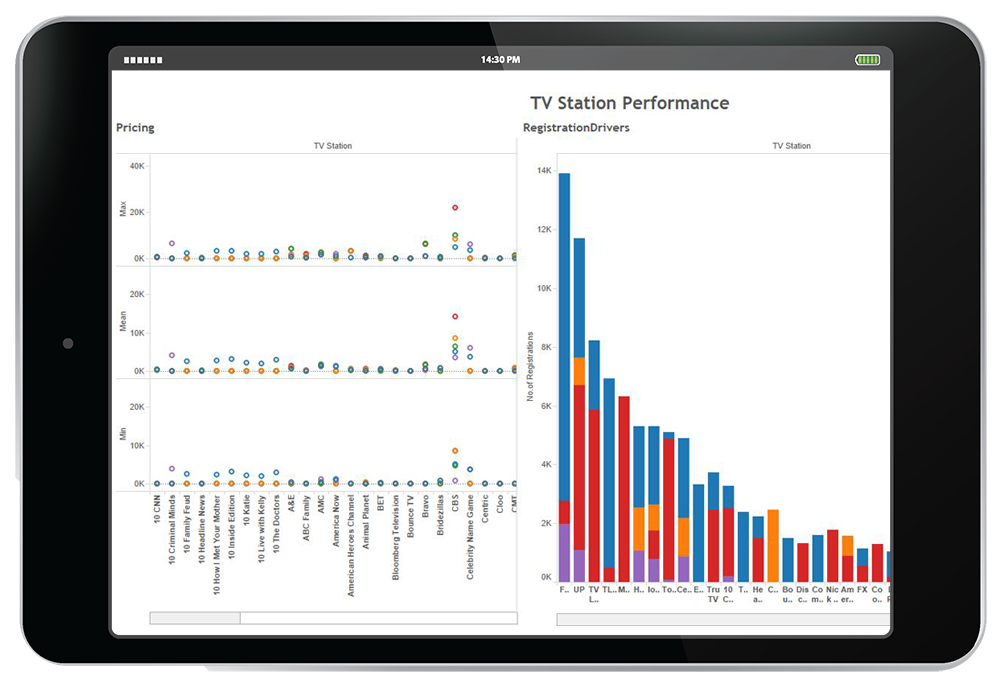 14:30 PM
TV Station Performance
Pricing
RegistrationDrivers
TV Station
40K
20K
0K
Max
20K
10K
0K
Mean
20K
10K
0K
Min
10 CNN
10 Criminal Minds
10 Family Feud
10 Headline News
10 How I Met Your Mother
10 Inside Edition
10 Katie
10 Live with Kelly
10 The Doctors
A&E
ABC Family
AMC
America Now
American Heroes Channel
Animal Planet
BET
Bloomberg Television
Bounce TV
Bravo
Bridezillas
CBS
Celebrity Name Game
Centric
Cloo
CMT
TV Station
14K
12K
10K
8K
6K
4K
2K
0K
No.of Registrations
F..
UP
TV L..
TL..
M..
H..
Io..
To..
Ce..
E..
Tru TV
10 C..
T..
He a..
C..
Bo u..
Dis c..
Co m..
Nic k ..
Am er..
FX
Co o..